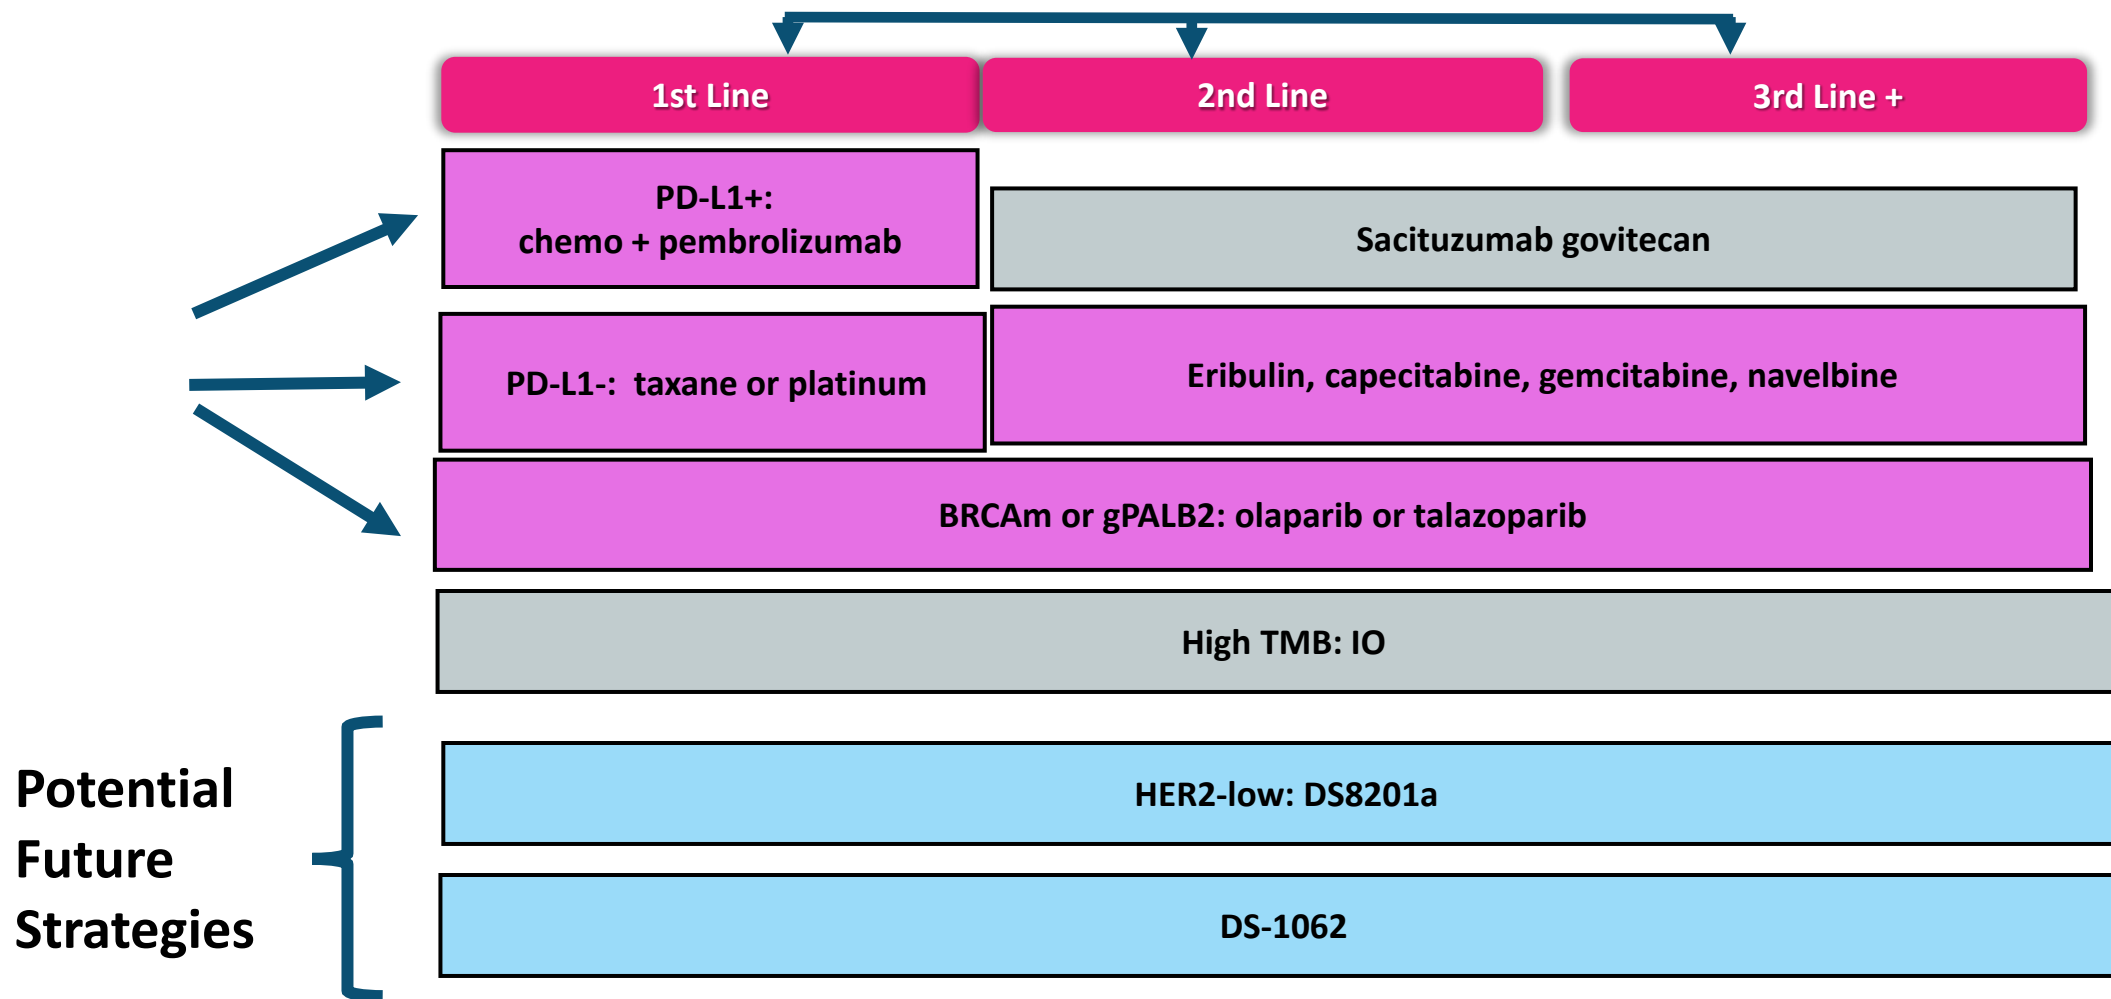 1st Line
2nd Line
3rd Line +
PD-L1+:
chemo + pembrolizumab
Sacituzumab govitecan
PD-L1-: taxane or platinum
Eribulin, capecitabine, gemcitabine, navelbine
BRCAm or gPALB2: olaparib or talazoparib
High TMB: IO
Potential
Future
Strategies
HER2-low: DS8201a
DS-1062